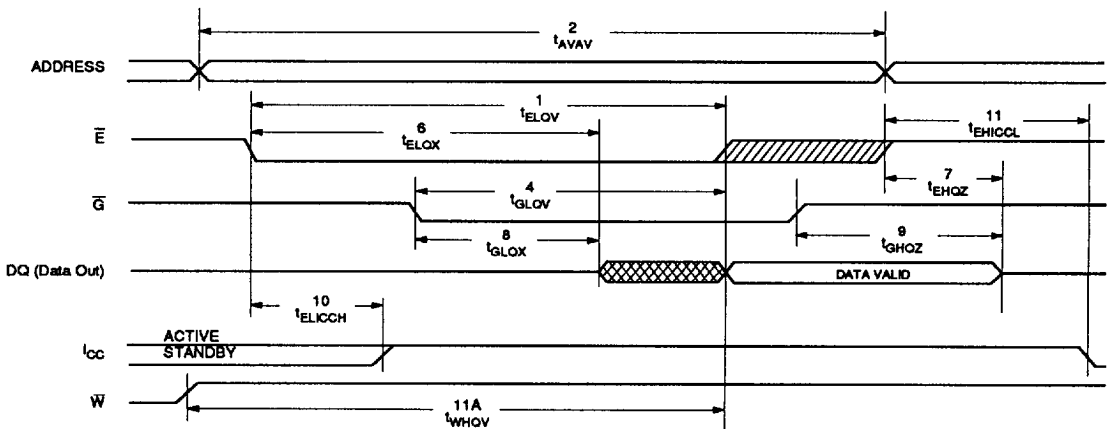 2
tAVAV
ADDRESS
1
tELQV
11
tEHICCL
E
6
tELQX
7
tEHQZ
G
4
tGLQV
9
tGHQZ
8
tGLQX
DQ (Data Out)
DATA VALID
10
tELICCH
ACTIVE
ICC
STANDBY
W
11A
tWHQV